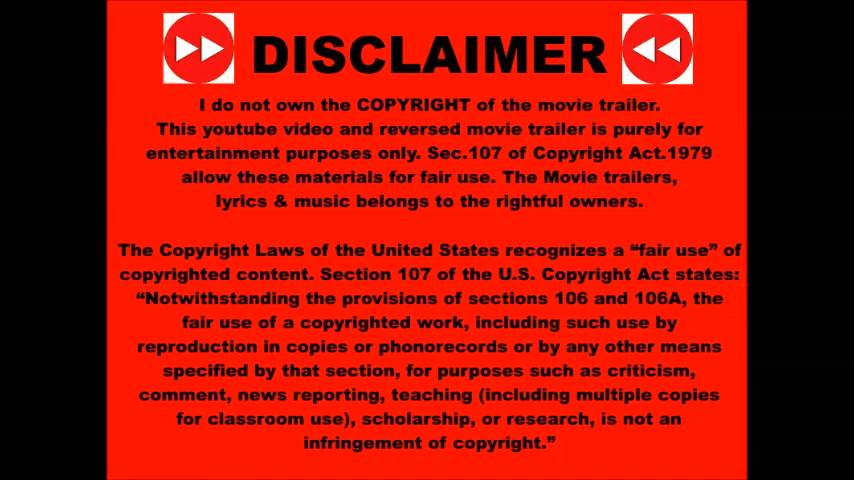 DISCLAIMER
I do not own the COPYRIGHT of the movie trailer.
This youtube video and reversed movie trailer is purely for
entertainment purposes only. Sec.107 of Copyright Act.1979
allow these materials for fair use. The Movie trailers,
lyrics & music belongs to the rightful owners.
The Copyright Laws of the United States recognizes a “fair use” of
copyrighted content. Section 107 of the U.S. Copyright Act states:
“Notwithstanding the provisions of sections 106 and 106A, the
fair use of a copyrighted work, including such use by
reproduction in copies or phonorecords or by any other means
specified by that section, for purposes such as criticism,
comment, news reporting, teaching (including multiple copies
for classroom use), scholarship, or research, is not an
infringement of copyright.”